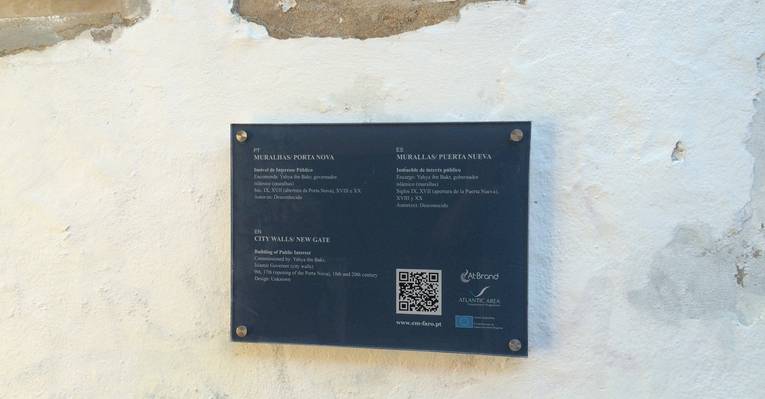 PT
MURALHAS/ PORTA NOVA
Imóvel de Interesse Público
Encomenda: Yahya ibn Bakr, governador
islâmico (muralhas)
Séc. IX, XVII (abertura da Porta Nova), XVIII e XX
Autor/es: Desconhecido
ES
MURALLAS/ PUERTA NUEVA
Inmueble de interés público
Encargo: Yahya ibn Bakr, gobernador
islámico (murallas)
Siglos IX, XVII (apertura de la Puerta Nueva),
XVIII y XX
Autor(es): Desconocido
EN
CITY WALLS/ NEW GATE
Building of Public Interest
Commissioned by: Yahya ibn Bakr,
Islamic Governor (city walls)
9th, 17th (opening of the Porta Nova), 18th and 20th century
Design: Unknown
AtBrand
ATLANTIC AREA
www.cm-faro.pt